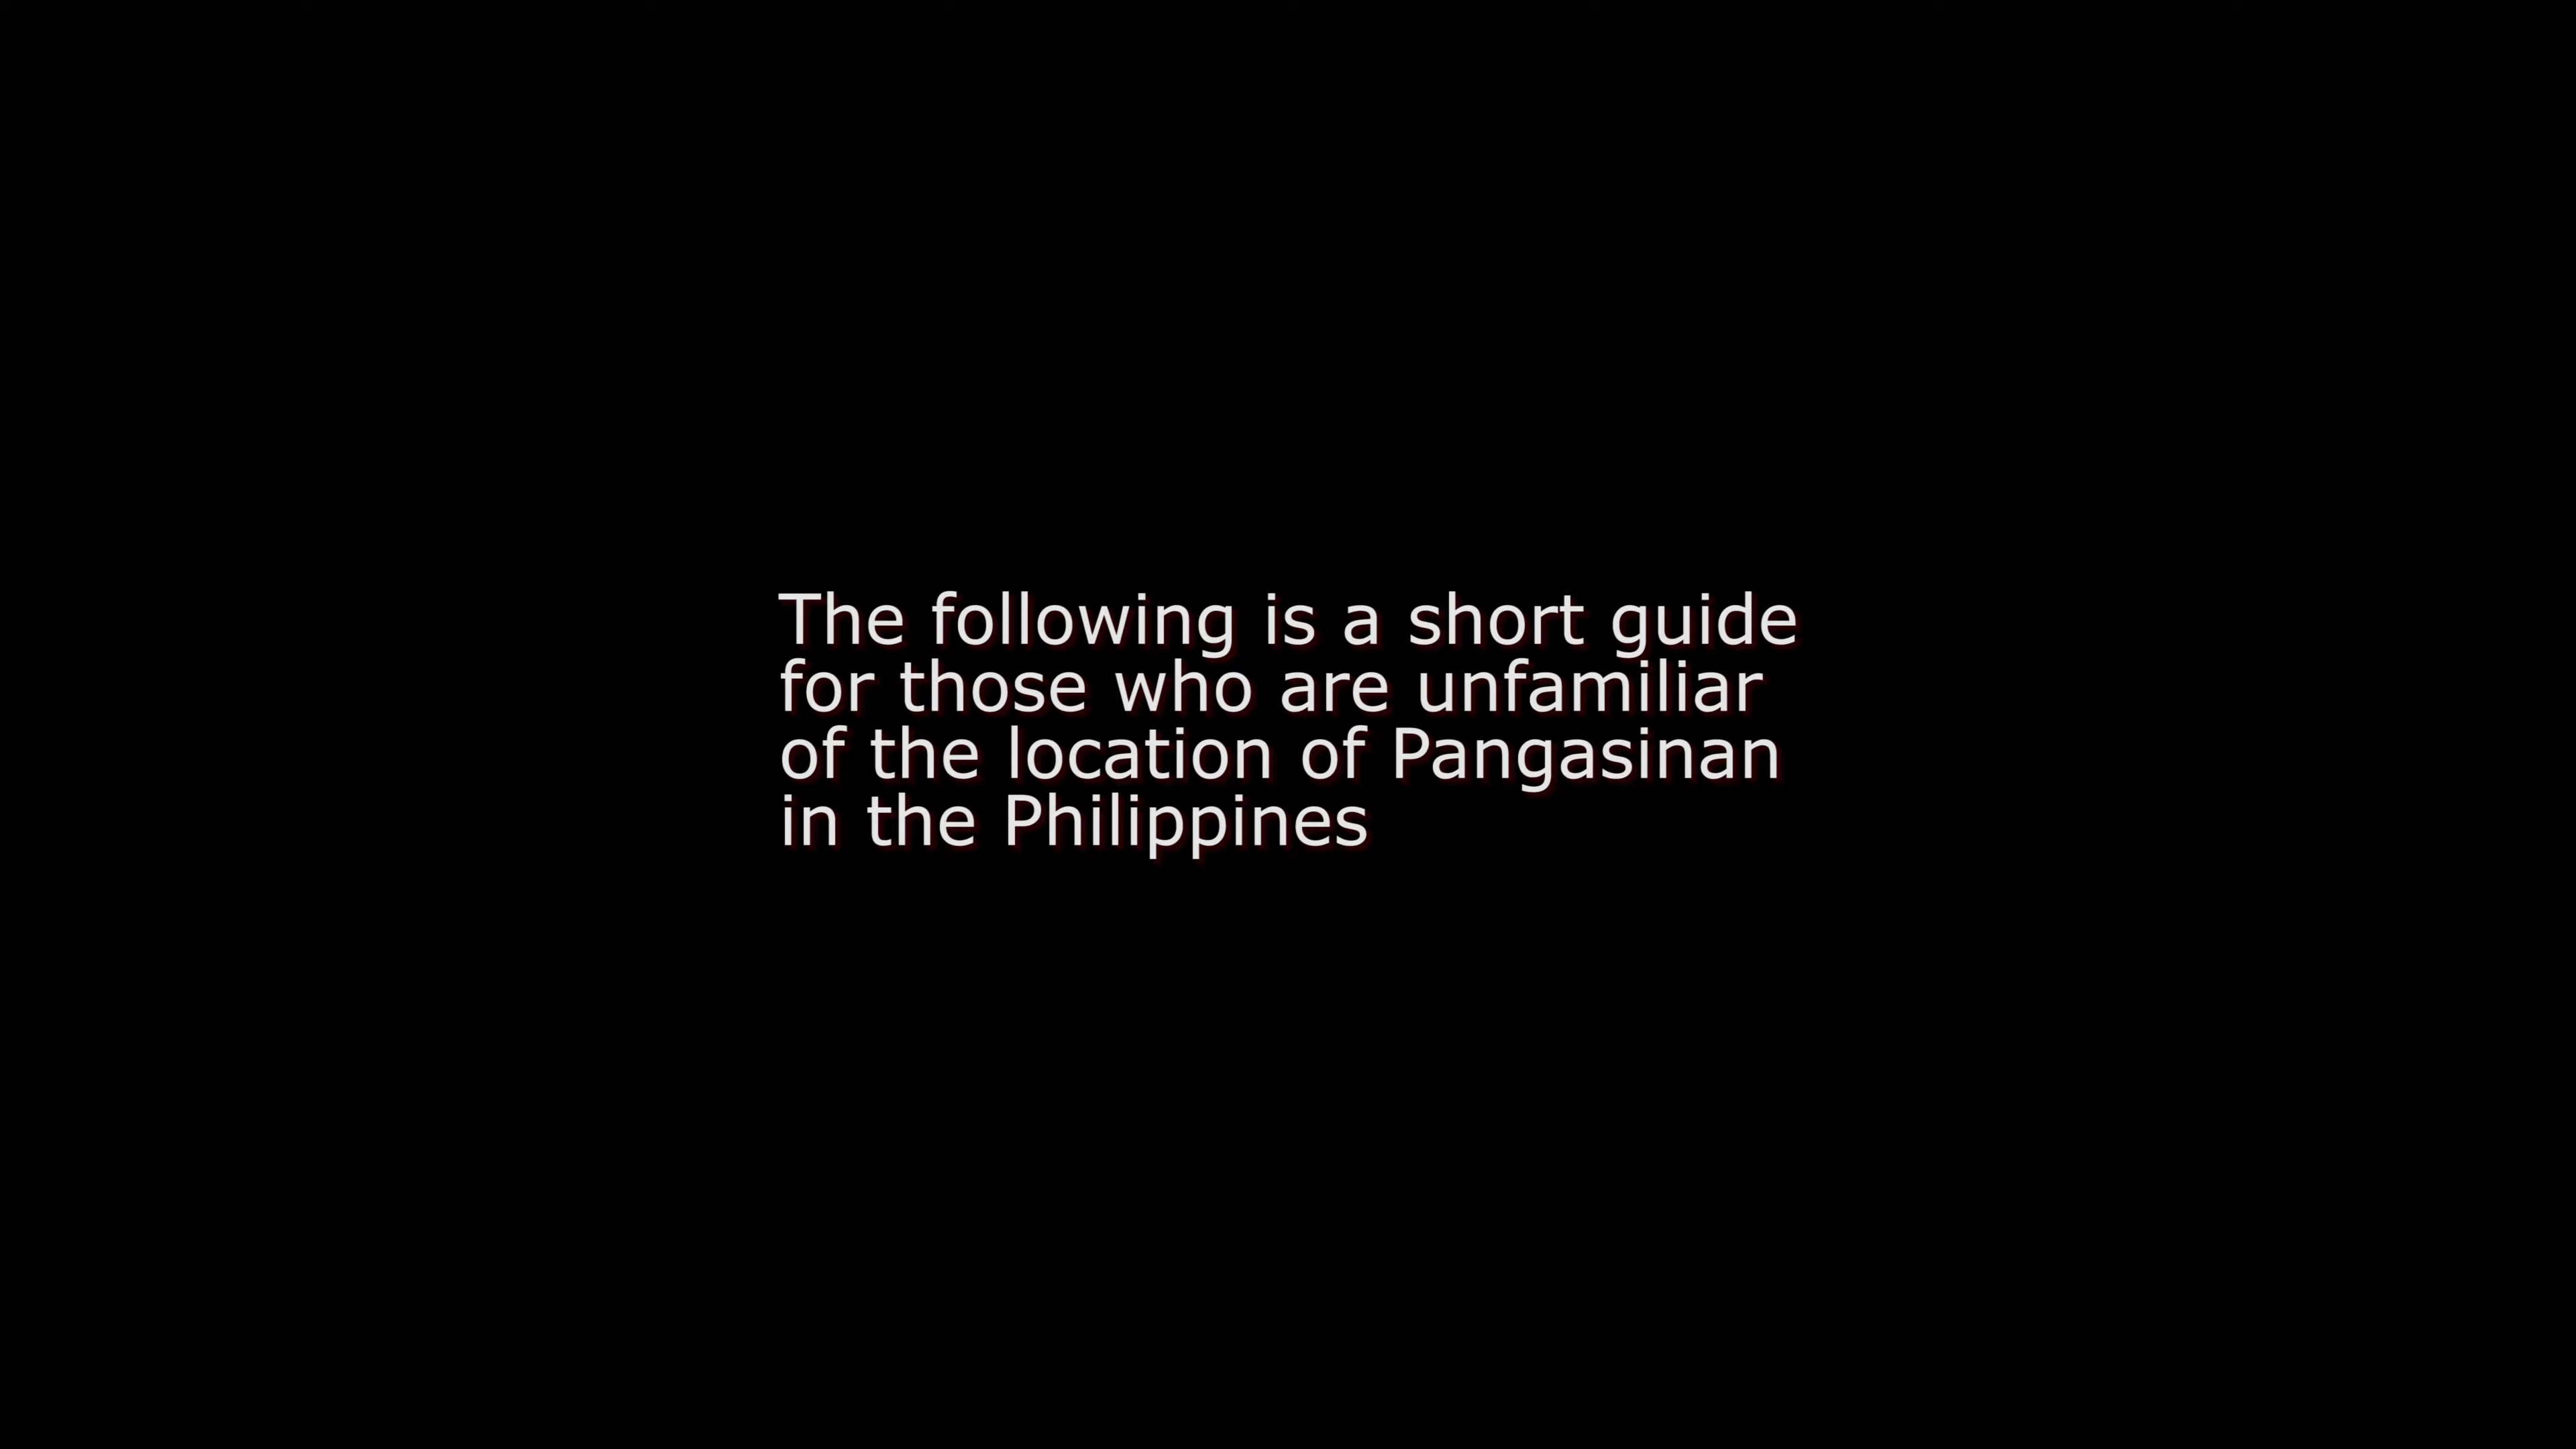 The following is a short guide
for those who are unfamiliar
of the location of Pangasinan
in the Philippines